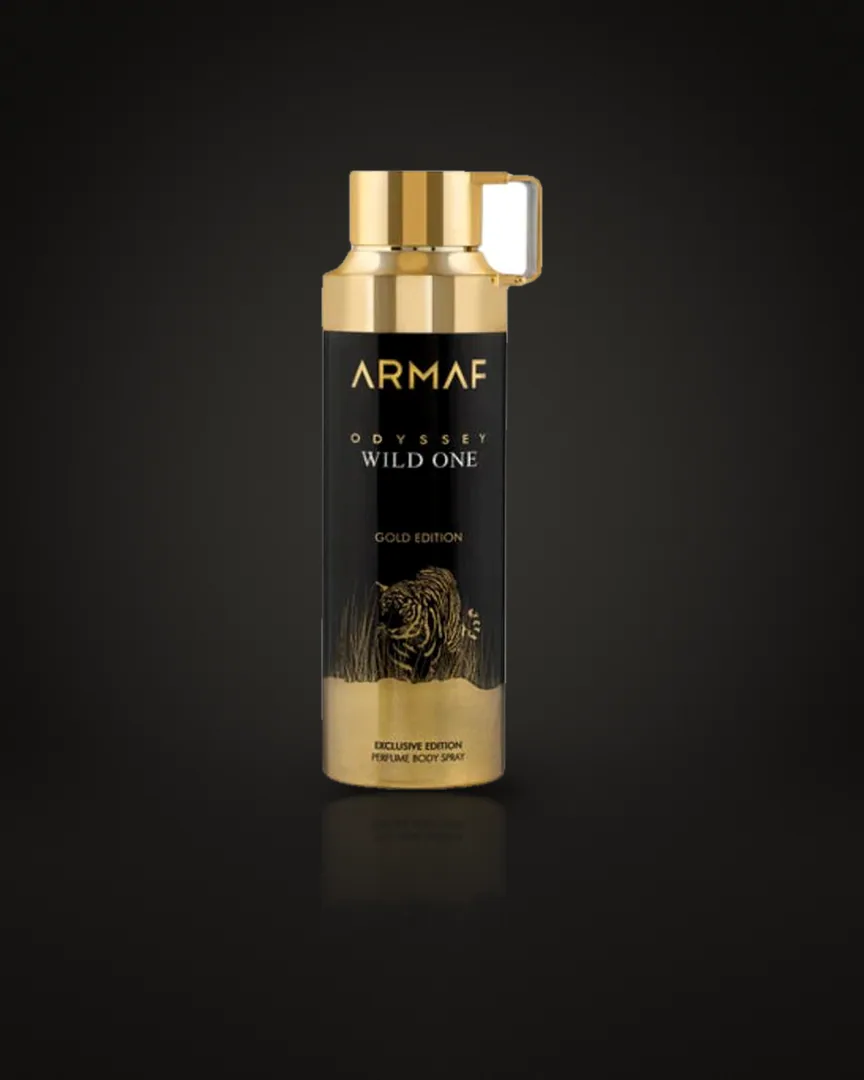 ARMAF
ODYSSEY
WILD ONE
GOLD EDITION
EXCLUSIVE EDITION
PERFUME BODY SPRAY